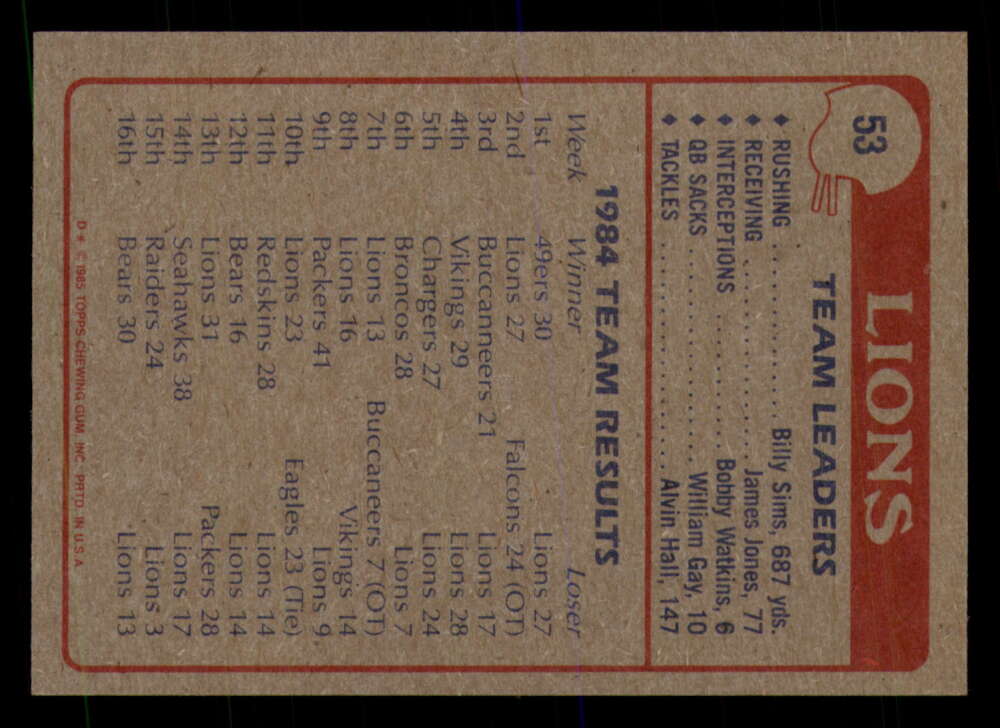 53
LIONS
TEAM LEADERS
♦ RUSHING ............ Billy Sims, 687 yds.
♦ RECEIVING ............ James Jones, 77
♦ INTERCEPTIONS ........ Bobby Watkins, 6
♦ QB SACKS ............ William Gay, 10
♦ TACKLES ............ Alvin Hall, 147
1984 TEAM RESULTS
Week Winner Loser
1st 49ers 30 Lions 27
2nd Lions 27 Falcons 24 (OT)
3rd Buccanneers 21 Lions 17
4th Vikings 29 Lions 28
5th Chargers 27 Lions 24
6th Broncos 28 Lions 7
7th Lions 13 Buccaneers 7 (OT)
8th Lions 16 Vikings 14
9th Packers 41 Lions 9
10th Lions 23 Eagles 23 (Tie)
11th Redskins 28 Lions 14
12th Bears 16 Lions 14
13th Lions 31 Packers 28
14th Seahawks 38 Lions 17
15th Raiders 24 Lions 3
16th Bears 30 Lions 13
D* © 1985 TOPPS CHEWING GUM, INC. PRTD. IN U.S.A.